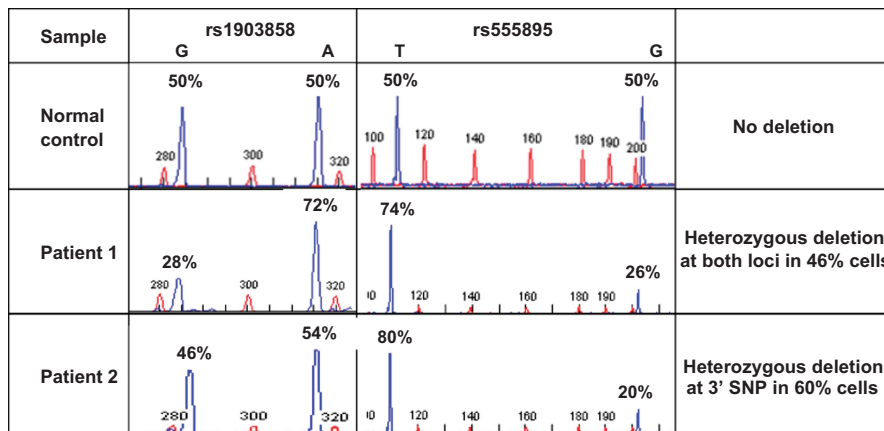 Sample rs1903858 rs555895
G A T G
Normal control 50% 50% 50% 50% No deletion
280 300 320 100 120 140 160 180 190 200
Patient 1 28% 72% 74% 26% Heterozygous deletion at both loci in 46% cells
280 300 320 120 140 160 180 190
Patient 2 46% 54% 80% 20% Heterozygous deletion at 3' SNP in 60% cells
280 300 320 120 140 160 180 190